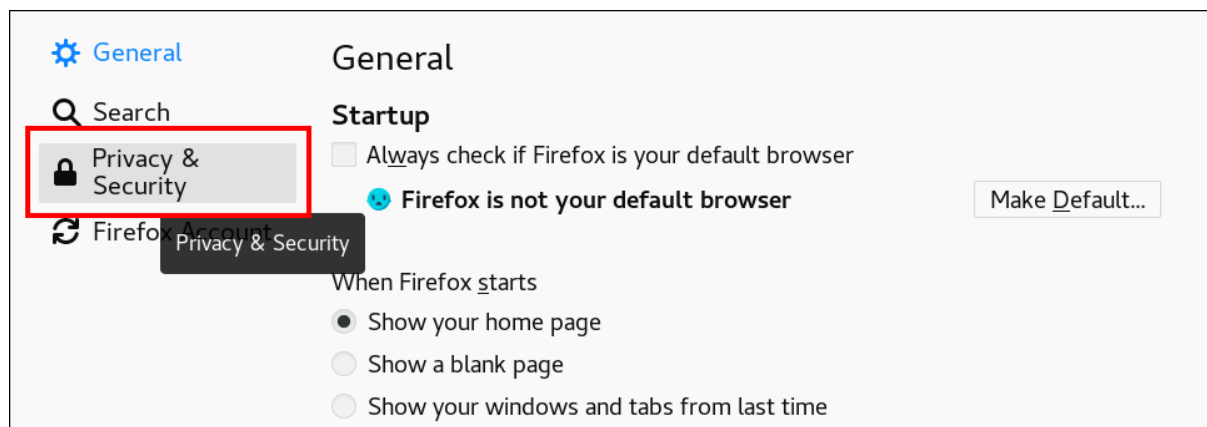 General
Search
Privacy &
Security
Firefox Account
Privacy & Security
General
Startup
Always check if Firefox is your default browser
Firefox is not your default browser
Make Default...
When Firefox starts
Show your home page
Show a blank page
Show your windows and tabs from last time